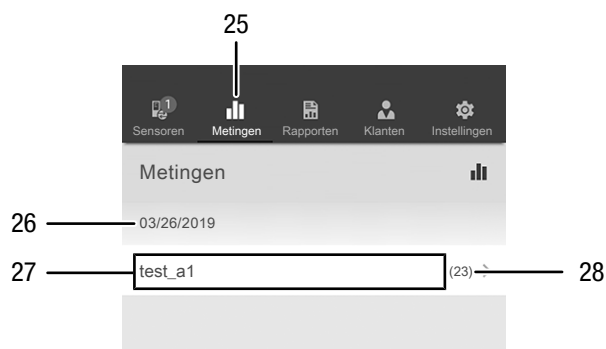 25
1
Sensoren Metingen Rapporten Klanten Instellingen
Metingen
26 03/26/2019
27 test_a1 (23) 28